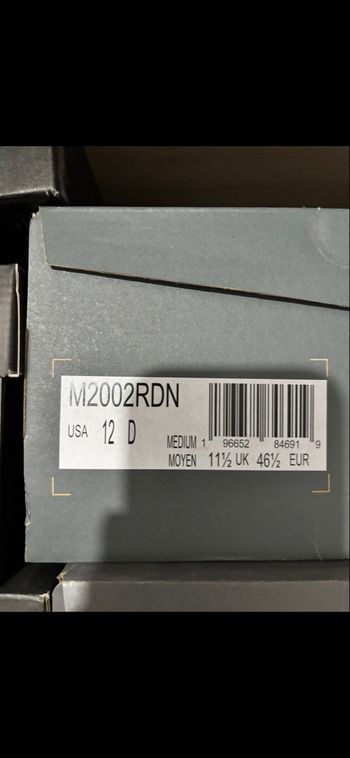 M2002RDN
USA 12 D
MEDIUM 1 96652 84691 9
MOYEN 11½ UK 46½ EUR